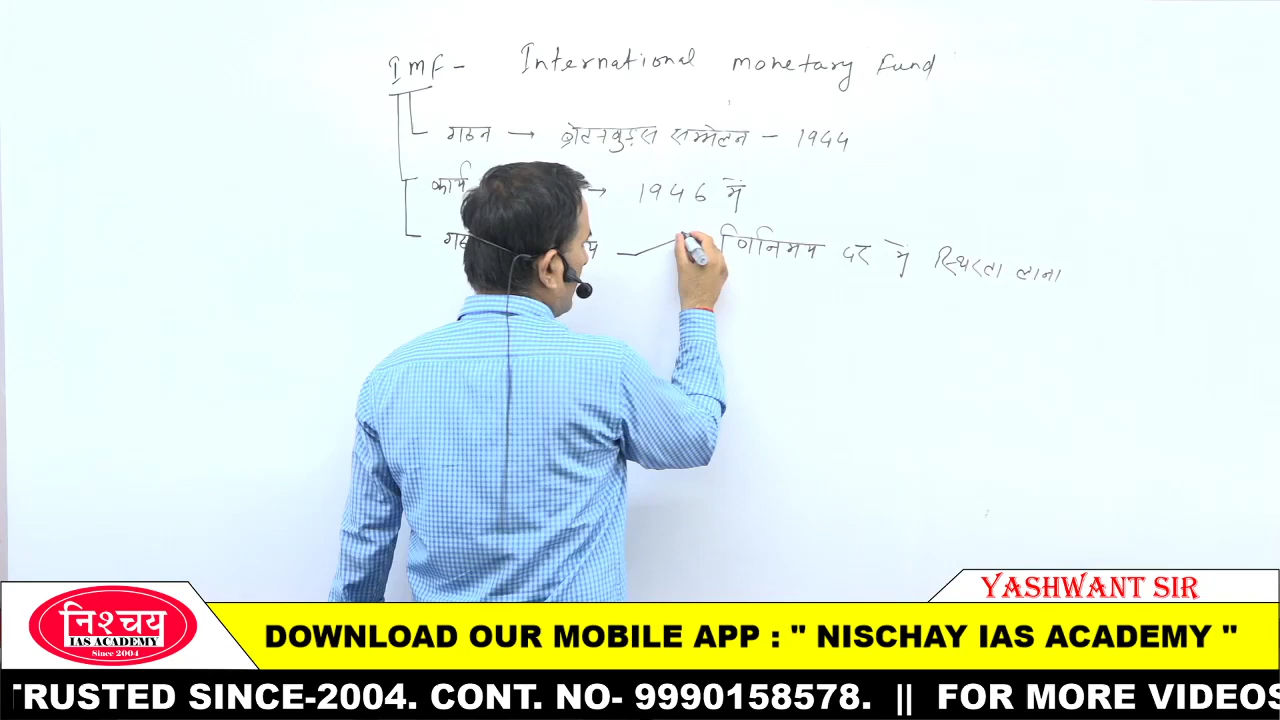 IMF - International monetary Fund
गठन → ब्रेटनवुड्स सम्मेलन - 1944
कार्य → 1946 में
विनिमय दर में स्थिरता लाना
YASHWANT SIR
निश्चय
IAS ACADEMY
Since 2004
DOWNLOAD OUR MOBILE APP : " NISCHAY IAS ACADEMY "
TRUSTED SINCE-2004. CONT. NO- 9990158578. || FOR MORE VIDEOS